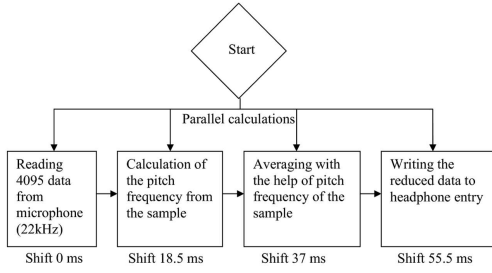 Start
Parallel calculations
Reading
4095 data
from
microphone
(22kHz)
Calculation of
the pitch
frequency from
the sample
Averaging with
the help of pitch
frequency of the
sample
Writing the
reduced data to
headphone entry
Shift 0 ms
Shift 18.5 ms
Shift 37 ms
Shift 55.5 ms